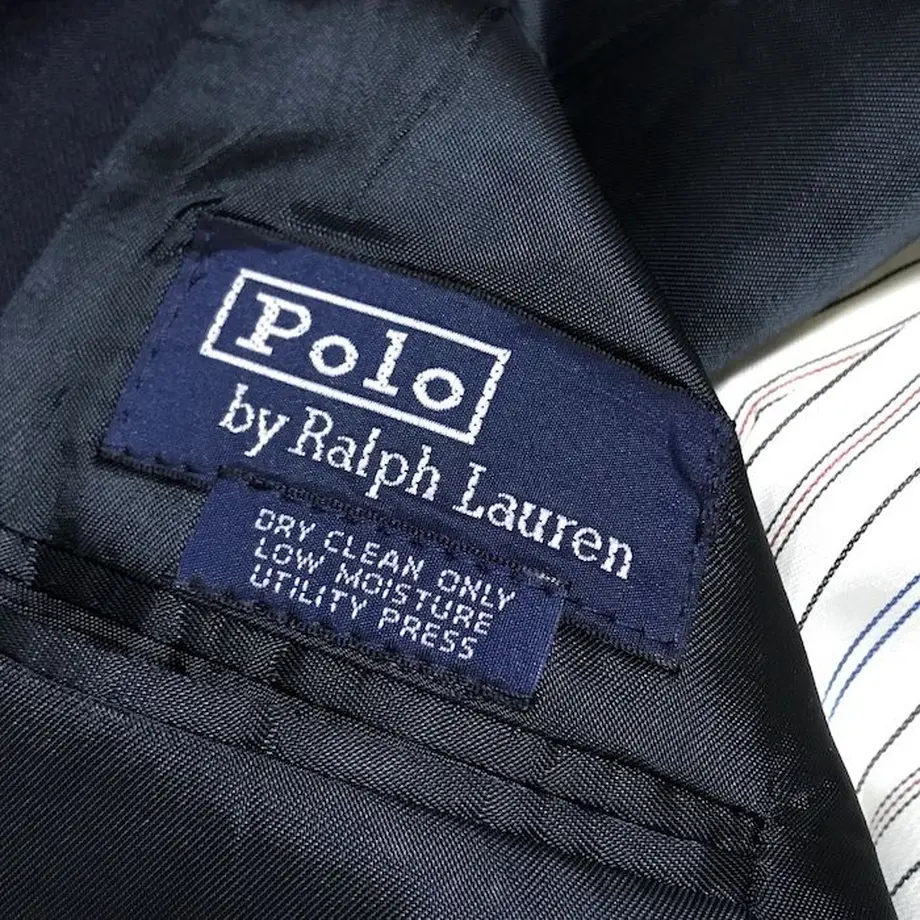 Polo
by Ralph Lauren
DRY CLEAN ONLY
LOW MOISTURE
UTILITY PRESS